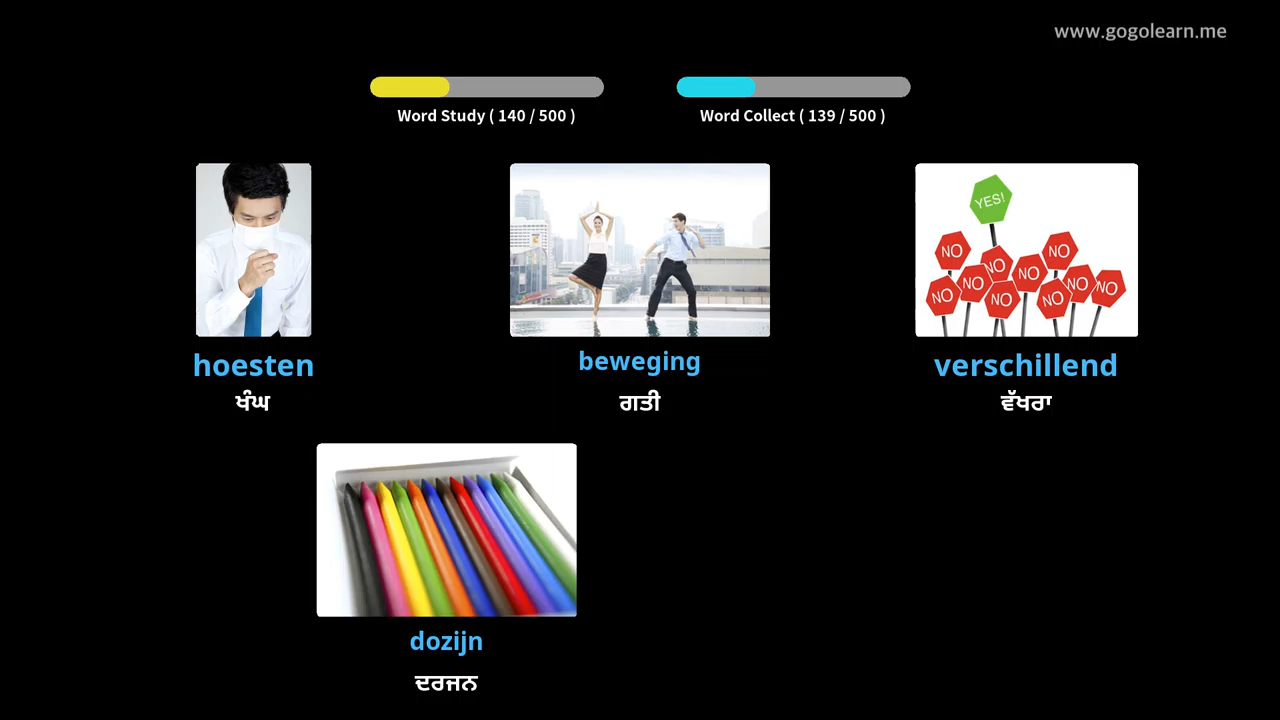 www.gogolearn.me
Word Study ( 140 / 500 )
Word Collect ( 139 / 500 )
YES!
NO
NO
NO
NO
NO
NO
NO
NO
NO
NO
hoesten
beweging
verschillend
ਖੰਘ
ਗਤੀ
ਵੱਖਰਾ
dozijn
ਦਰਜਨ